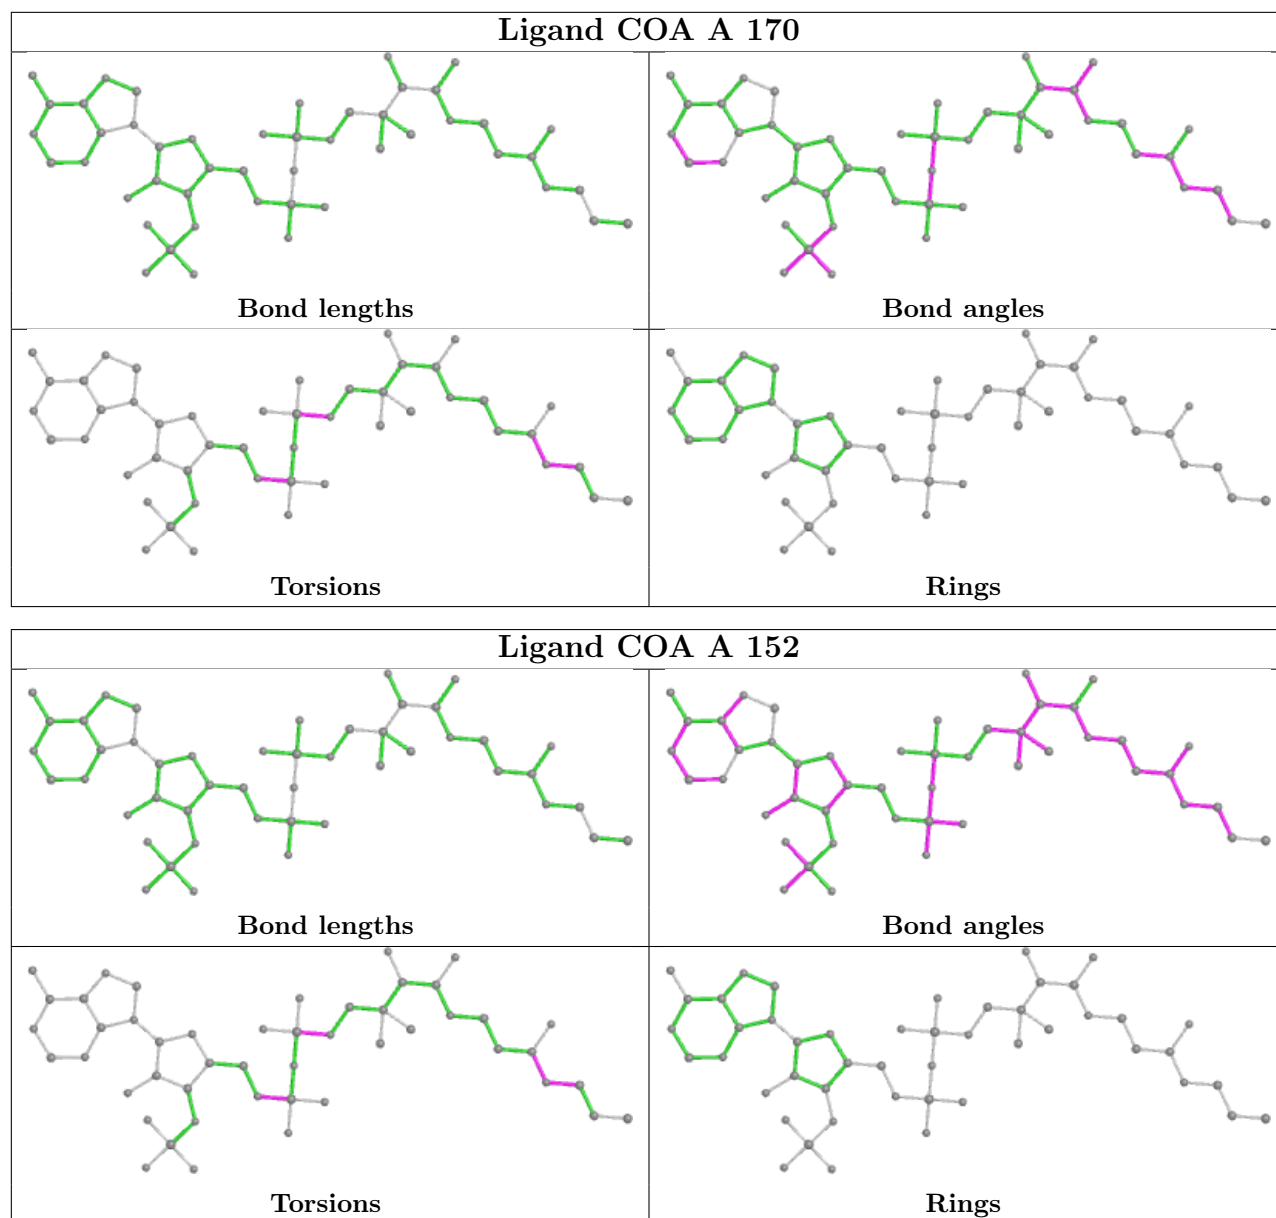 Ligand COA A 170
Bond lengths
Bond angles
Torsions
Rings
Ligand COA A 152
Bond lengths
Bond angles
Torsions
Rings